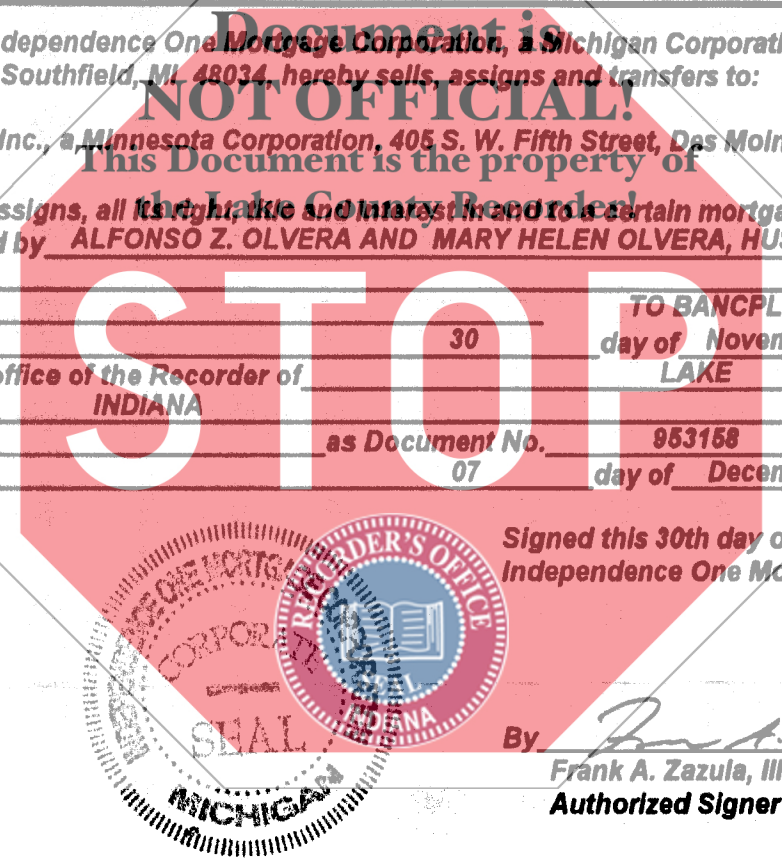 Document is
dependence One Mortgage Corporation, a Michigan Corporati
Southfield, MI 48034, hereby sells, assigns and transfers to:
NOT OFFICIAL!
Inc., a Minnesota Corporation, 405 S. W. Fifth Street, Des Moin
This Document is the property of
the Lake County Recorder!
ssigns, all its right, title and interest in and to a certain mortga
d by ALFONSO Z. OLVERA AND MARY HELEN OLVERA, HUS
STOP
TO BANCPL
30 day of Novem
office of the Recorder of LAKE
INDIANA
as Document No. 953158
07 day of Decem
Signed this 30th day o
Independence One Mo
RECORDER'S OFFICE
SEAL
INDIANA
INDEPENDENCE ONE MORTGAGE CORPORATION
CORPORATE
SEAL
MICHIGAN
By
Frank A. Zazula, III
Authorized Signer